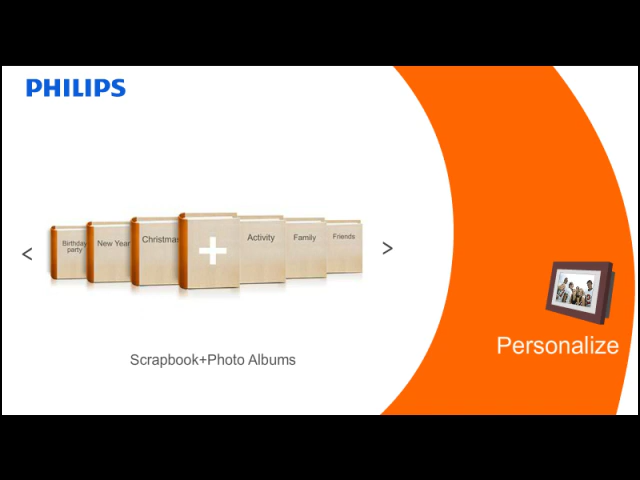 PHILIPS
Birthday
party
New Year
Christmas
Activity
Family
Friends
< >
Scrapbook+Photo Albums
Personalize